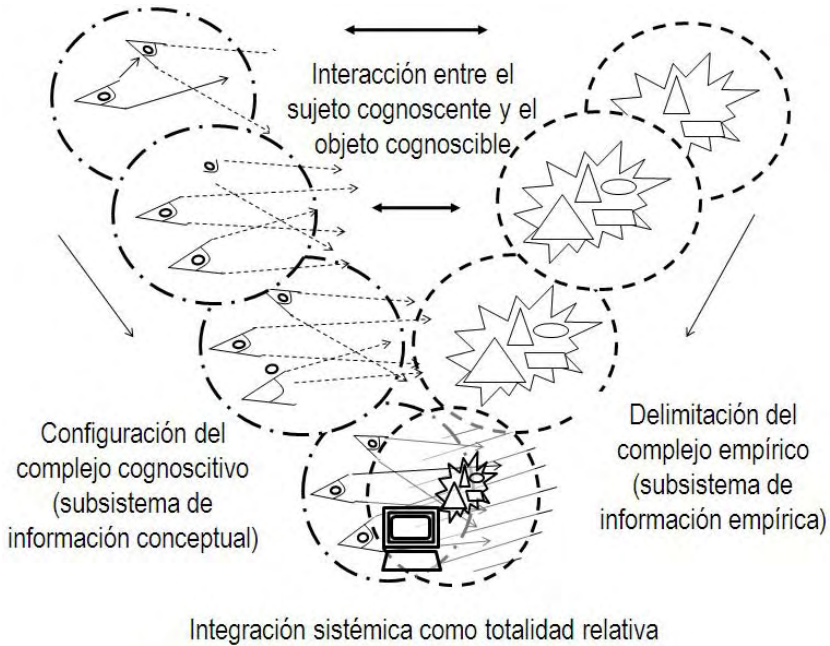 Interacción entre el
sujeto cognoscente y el
objeto cognoscible
Configuración del
complejo cognoscitivo
(subsistema de
información conceptual)
Delimitación del
complejo empírico
(subsistema de
información empírica)
Integración sistémica como totalidad relativa